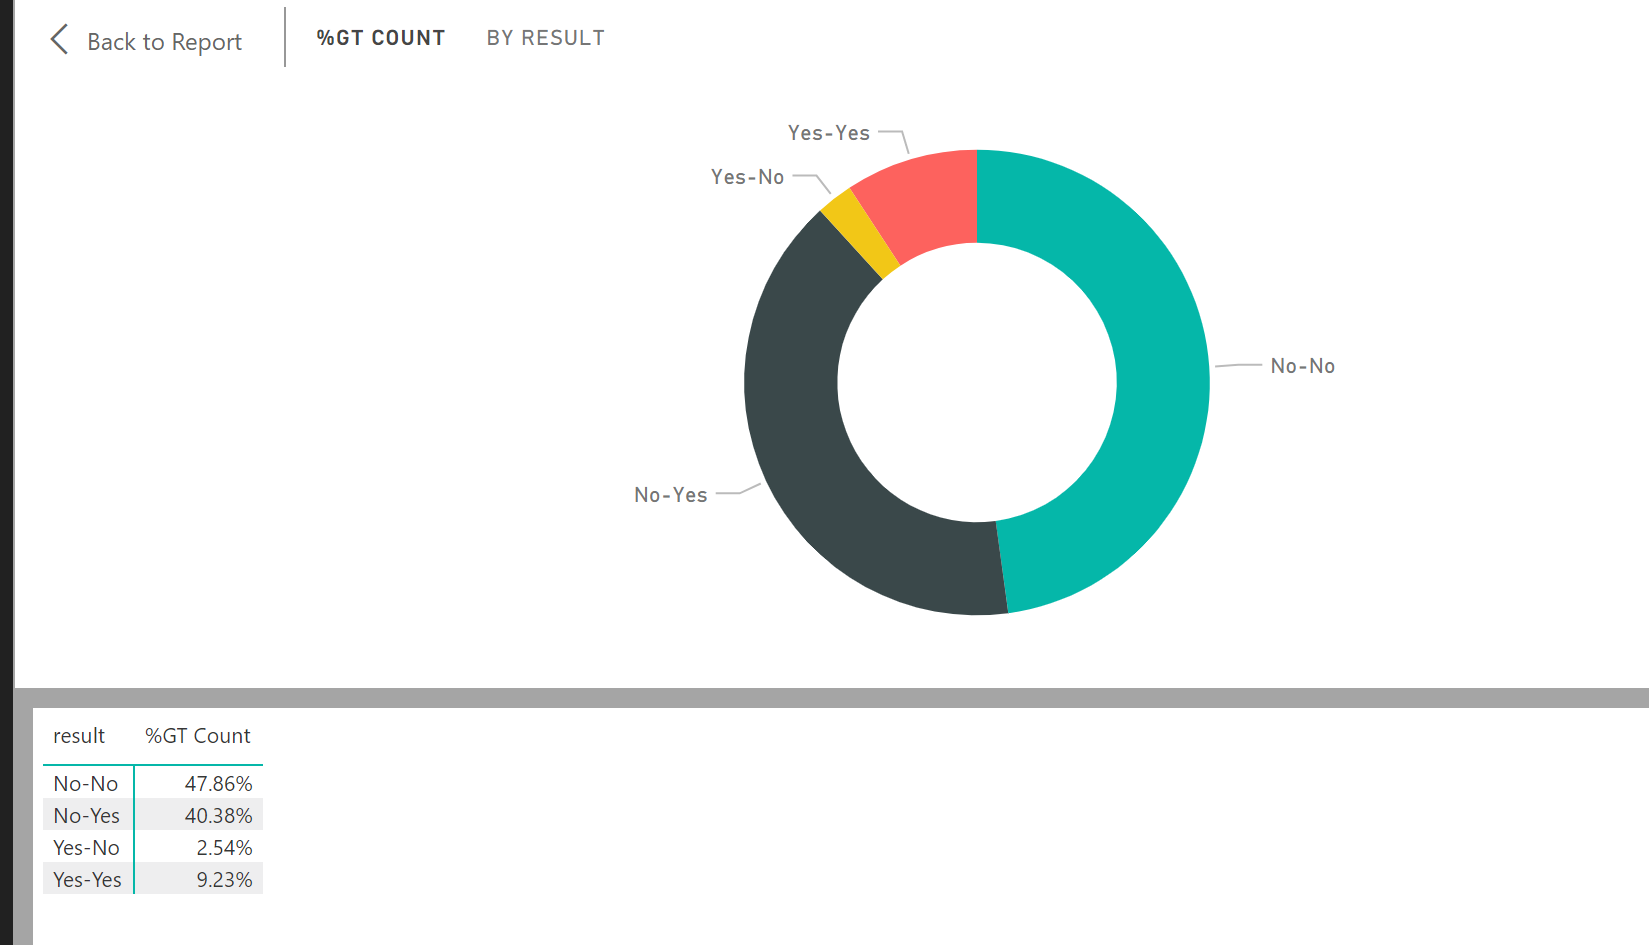 Back to Report
%GT COUNT BY RESULT
Yes-Yes
Yes-No
No-No
No-Yes
result %GT Count
No-No 47.86%
No-Yes 40.38%
Yes-No 2.54%
Yes-Yes 9.23%